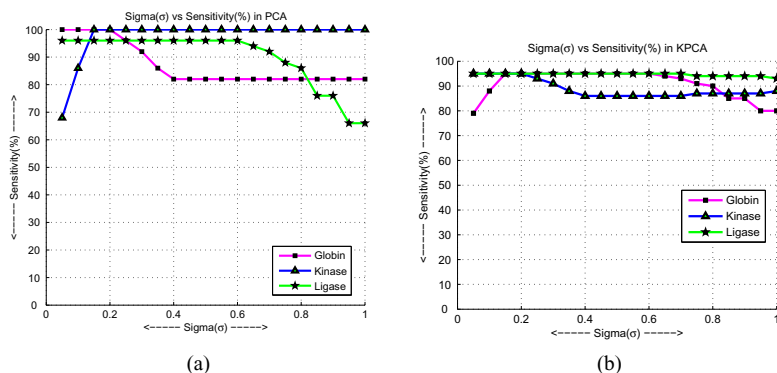 Sigma(σ) vs Sensitivity(%) in PCA
100
90
80
70
60
50
40
30
20
10
0
<----- Sensitivity(%) ----->
0 0.2 0.4 0.6 0.8 1
<----- Sigma(σ) ----->
Globin
Kinase
Ligase
(a)
Sigma(σ) vs Sensitivity(%) in KPCA
100
90
80
70
60
50
40
30
20
10
0
<----- Sensitivity(%) ----->
0 0.2 0.4 0.6 0.8 1
<----- Sigma(σ) ----->
Globin
Kinase
Ligase
(b)